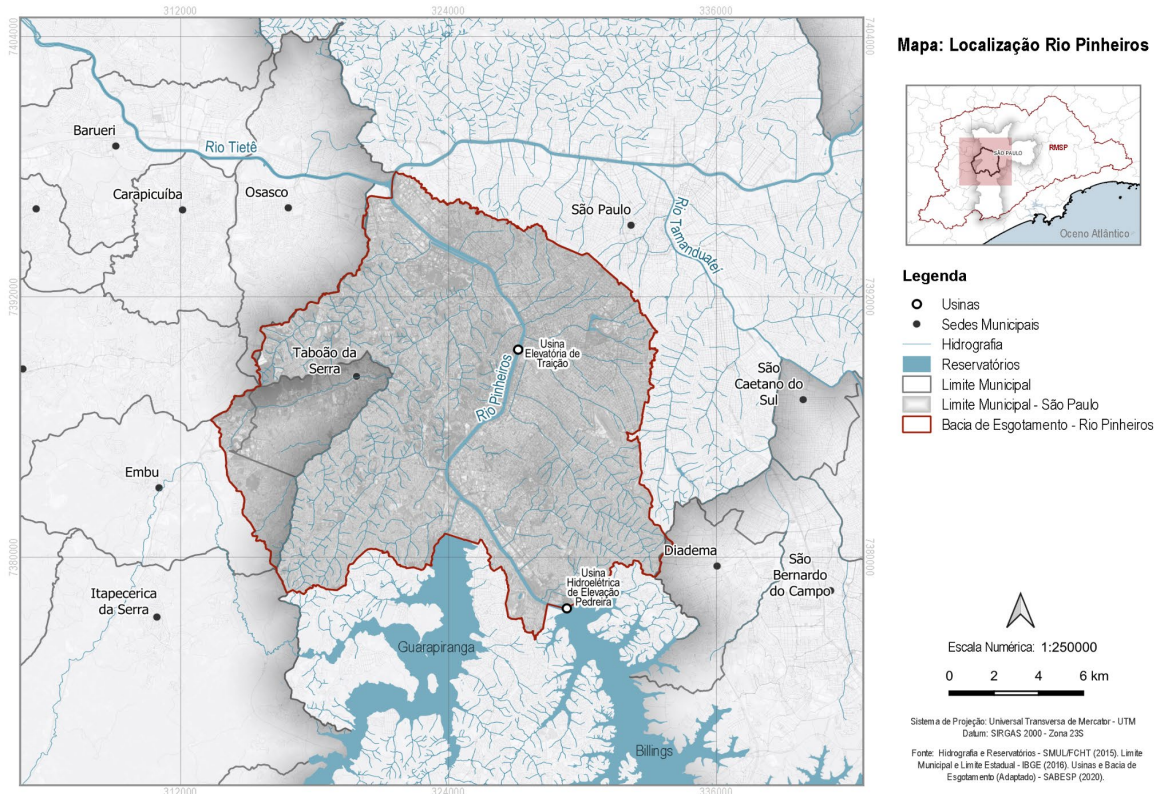 312000
324000
336000
7404000
7404000
Mapa: Localização Rio Pinheiros
Barueri
Rio Tietê
Carapicuíba
Osasco
São Paulo
Rio Tamanduateí
7392000
7392000
Usina
Elevatória de
Traição
Taboão da
Serra
Rio Pinheiros
São
Caetano do
Sul
Embu
7380000
7380000
Diadema
São
Bernardo
do Campo
Usina
Hidroelétrica
de Elevação
Pedreira
Itapecerica
da Serra
Guarapiranga
Billings
312000
324000
336000
SÃO PAULO
RMSP
Oceno Atlântico
Legenda
Usinas
Sedes Municipais
Hidrografia
Reservatórios
Limite Municipal
Limite Municipal - São Paulo
Bacia de Esgotamento - Rio Pinheiros
Escala Numérica: 1:250000
0 2 4 6 km
Sistema de Projeção: Universal Transversa de Mercator - UTM
Datum: SIRGAS 2000 - Zona 23S
Fonte: Hidrografia e Reservatórios - SMUL/FCHT (2015). Limite
Municipal e Limite Estadual - IBGE (2016). Usinas e Bacia de
Esgotamento (Adaptado) - SABESP (2020).